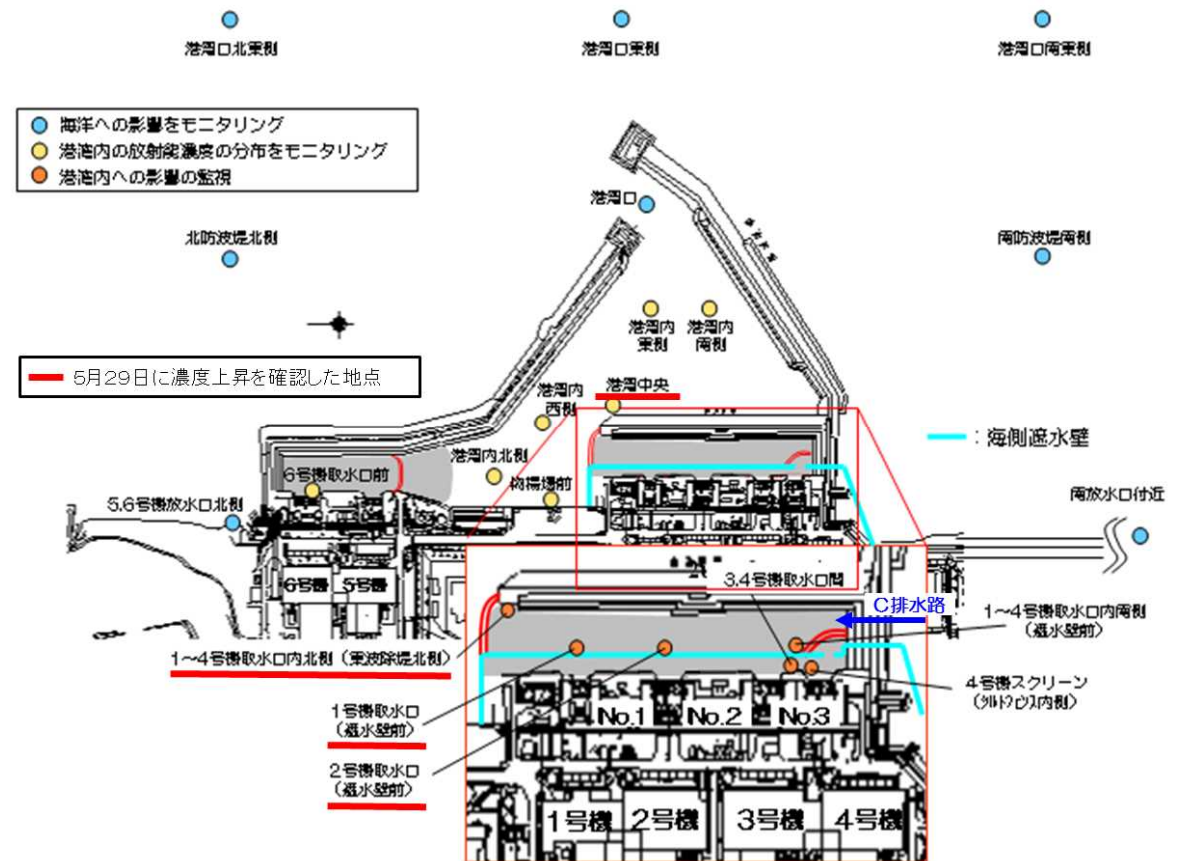 港湾口北東側
港湾口東側
港湾口南東側
海洋への影響をモニタリング
港湾内の放射能濃度の分布をモニタリング
港湾内への影響の監視
港湾口
北防波堤北側
南防波堤南側
港湾内
東側
港湾内
南側
5月29日に濃度上昇を確認した地点
港湾中央
港湾内
西側
：海側遮水壁
港湾内北側
6号機取水口前
物揚場前
南放水口付近
5,6号機放水口北側
6号機
5号機
3,4号機取水口間
C排水路
1～4号機取水口内南側
（遮水壁前）
1～4号機取水口内北側（東波除堤北側）
4号機スクリーン
（シルトフェンス内側）
1号機取水口
（遮水壁前）
No.1
No.2
No.3
2号機取水口
（遮水壁前）
1号機
2号機
3号機
4号機